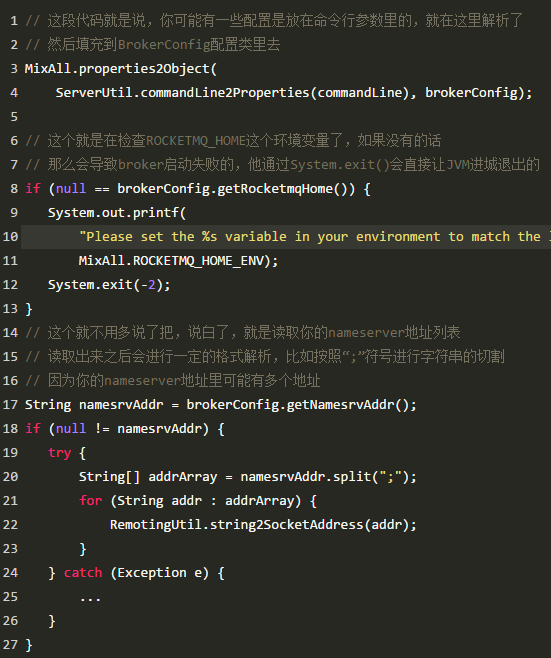 1 // 这段代码就是说，你可能有一些配置是放在命令行参数里的，就在这里解析了
2 // 然后填充到BrokerConfig配置类里去
3 MixAll.properties2Object(
4     ServerUtil.commandLine2Properties(commandLine), brokerConfig);
5
6 // 这个就是在检查ROCKETMQ_HOME这个环境变量了，如果没有的话
7 // 那么会导致broker启动失败的，他通过System.exit()会直接让JVM进城退出的
8 if (null == brokerConfig.getRocketmqHome()) {
9    System.out.printf(
10        "Please set the %s variable in your environment to match the
11        MixAll.ROCKETMQ_HOME_ENV);
12    System.exit(-2);
13 }
14 // 这个就不用多说了把，说白了，就是读取你的nameserver地址列表
15 // 读取出来之后会进行一定的格式解析，比如按照“;”符号进行字符串的切割
16 // 因为你的nameserver地址里可能有多个地址
17 String namesrvAddr = brokerConfig.getNamesrvAddr();
18 if (null != namesrvAddr) {
19    try {
20        String[] addrArray = namesrvAddr.split(";");
21        for (String addr : addrArray) {
22            RemotingUtil.string2SocketAddress(addr);
23        }
24    } catch (Exception e) {
25        ...
26    }
27 }